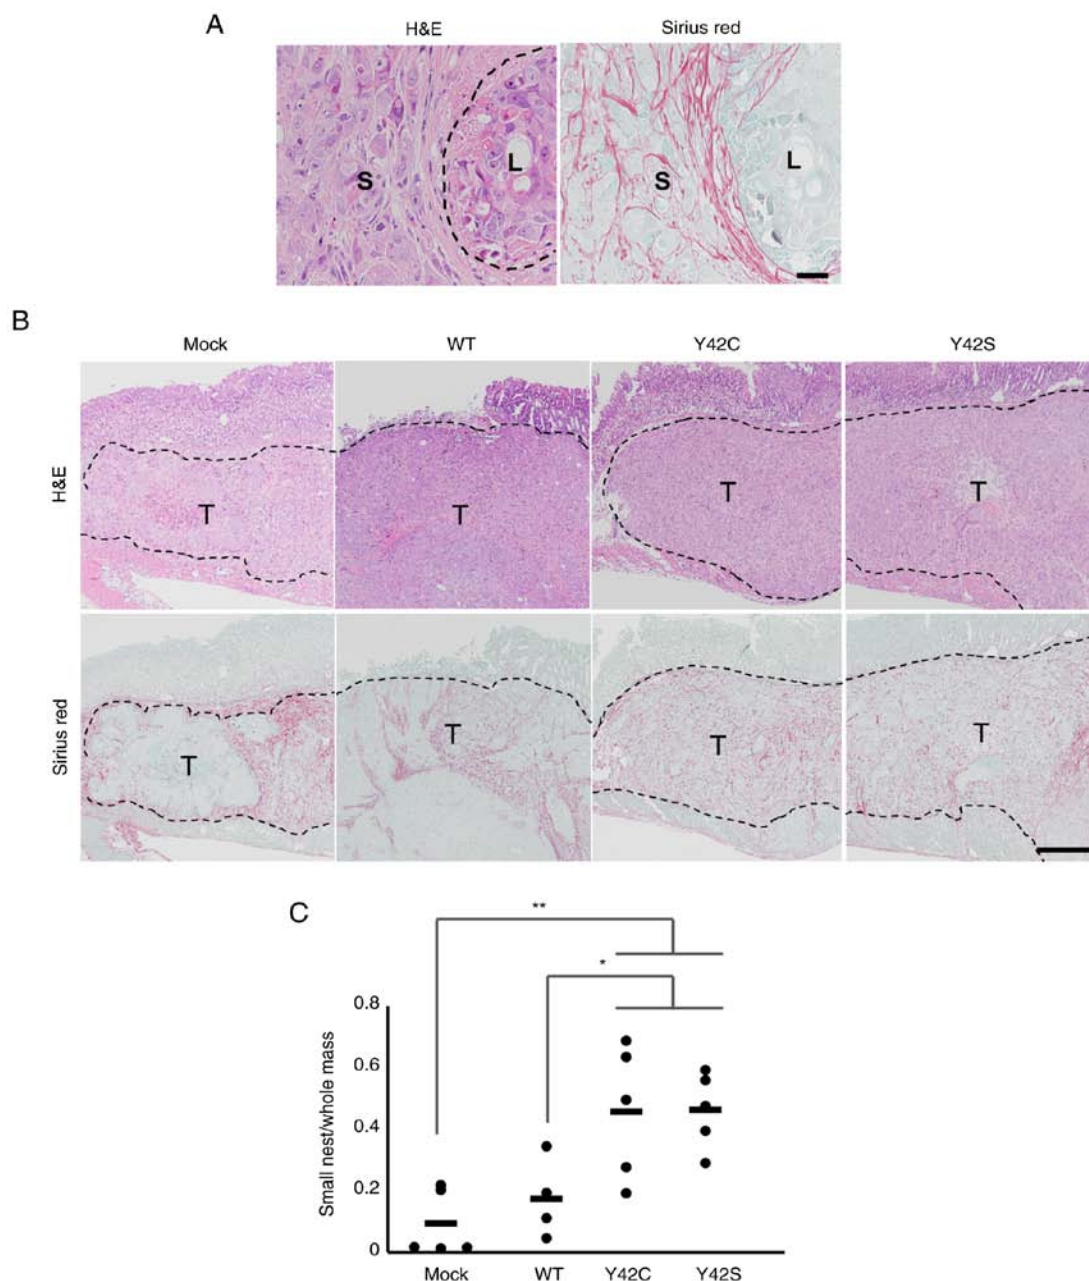 A
H&E
Sirius red
S
L
S
L
B
Mock
WT
Y42C
Y42S
H&E
T
T
T
T
Sirius red
T
T
T
T
C
**
*
Small nest/whole mass
0.8
0.6
0.4
0.2
0
Mock
WT
Y42C
Y42S